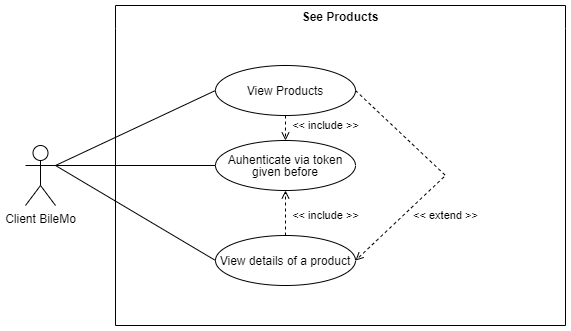 See Products
View Products
<< include >>
Auhenticate via token
given before
<< include >>
<< extend >>
Client BileMo
View details of a product